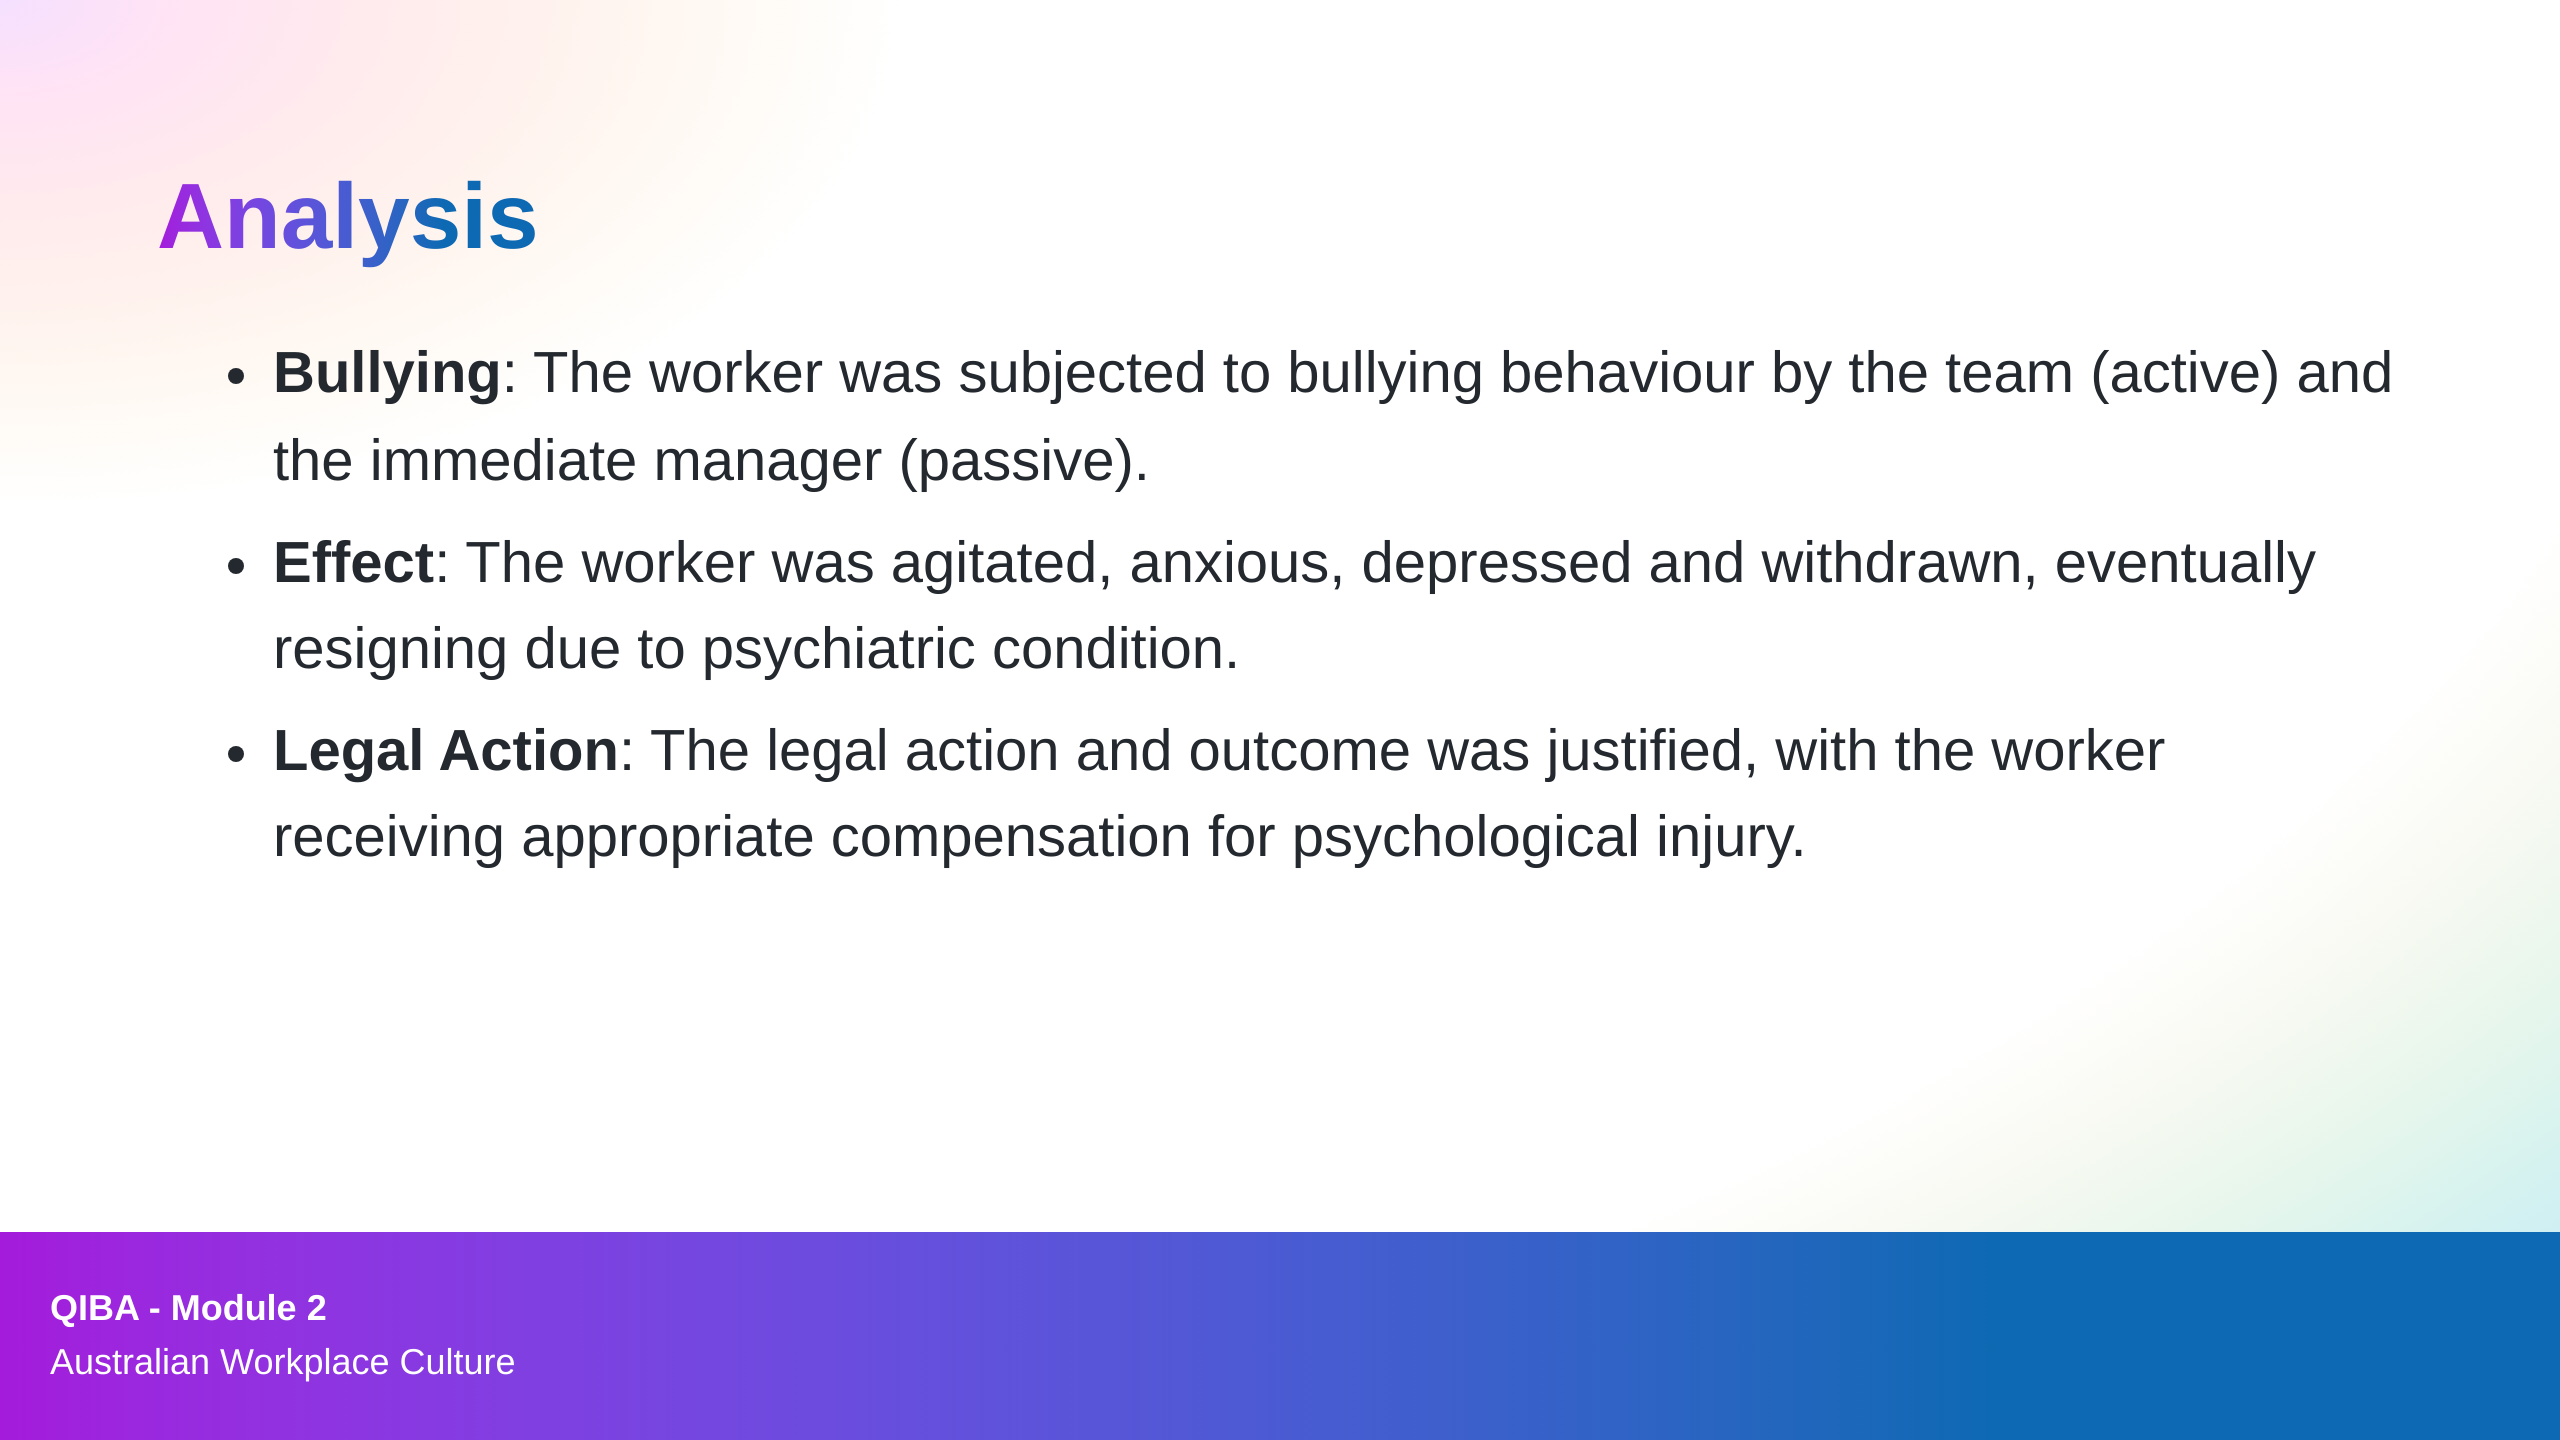 Analysis
• Bullying: The worker was subjected to bullying behaviour by the team (active) and
the immediate manager (passive).
• Effect: The worker was agitated, anxious, depressed and withdrawn, eventually
resigning due to psychiatric condition.
• Legal Action: The legal action and outcome was justified, with the worker
receiving appropriate compensation for psychological injury.
QIBA - Module 2
Australian Workplace Culture